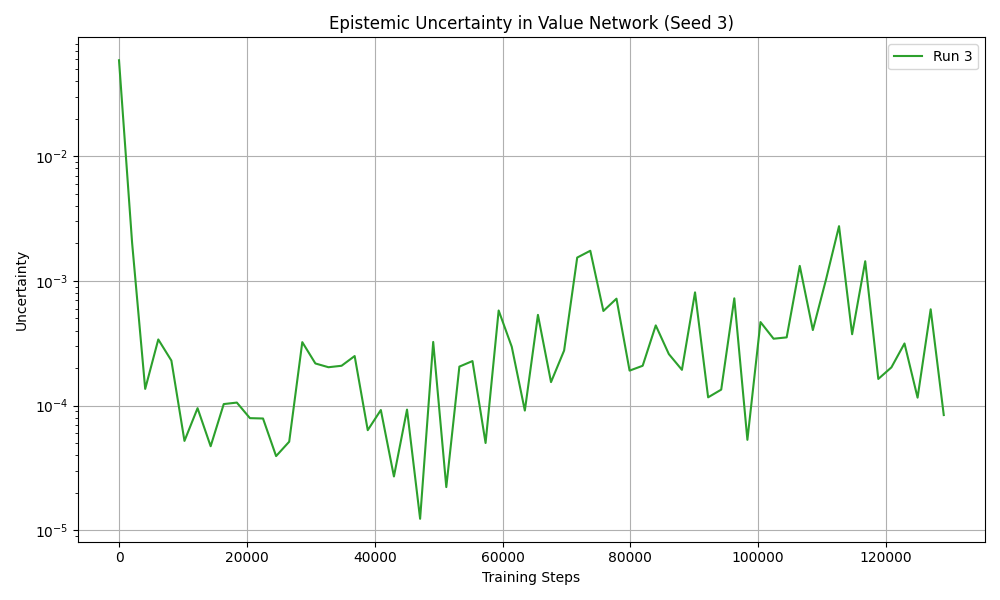 Epistemic Uncertainty in Value Network (Seed 3)
Run 3
Uncertainty
10⁻²
10⁻³
10⁻⁴
10⁻⁵
0 20000 40000 60000 80000 100000 120000
Training Steps